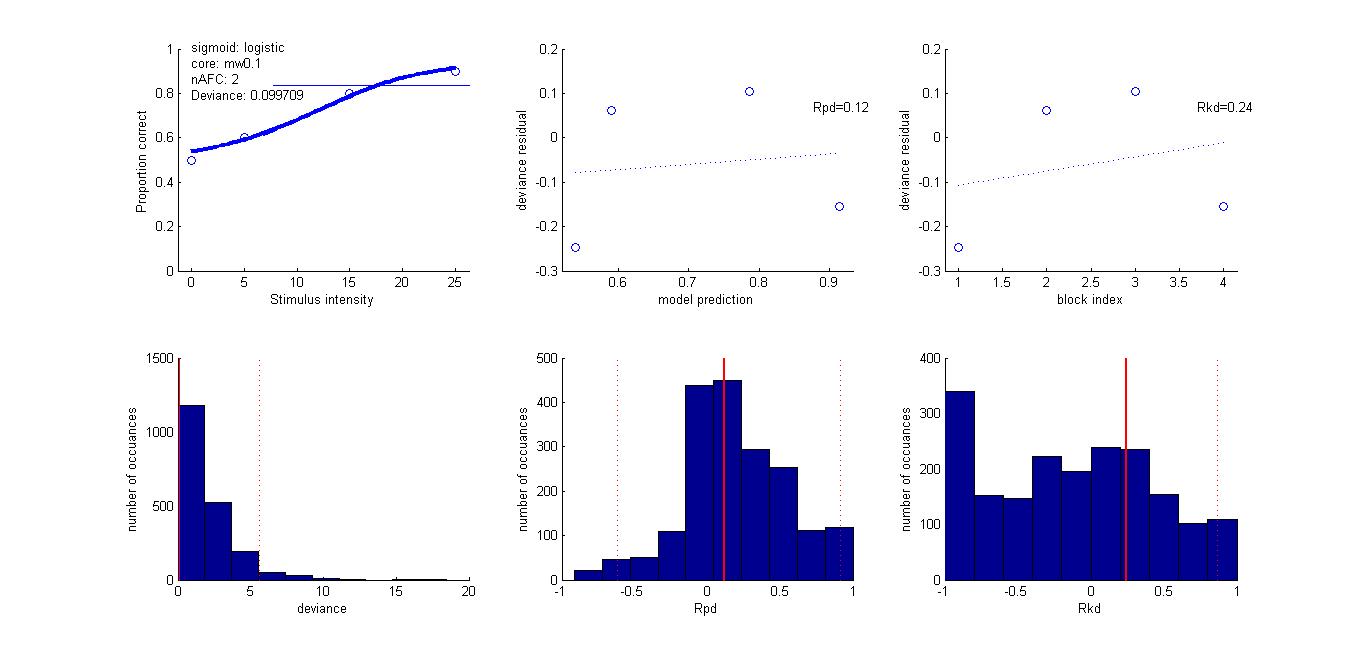 sigmoid: logistic
core: mw0.1
nAFC: 2
Deviance: 0.099709
1
0.8
0.6
0.4
0.2
0
Proportion correct
0 5 10 15 20 25
Stimulus intensity
0.2
0.1
0
-0.1
-0.2
-0.3
deviance residual
Rpd=0.12
0.6 0.7 0.8 0.9
model prediction
0.2
0.1
0
-0.1
-0.2
-0.3
deviance residual
Rkd=0.24
1 1.5 2 2.5 3 3.5 4
block index
1500
1000
500
0
number of occuances
0 5 10 15 20
deviance
500
400
300
200
100
0
number of occuances
-1 -0.5 0 0.5 1
Rpd
400
300
200
100
0
number of occuances
-1 -0.5 0 0.5 1
Rkd